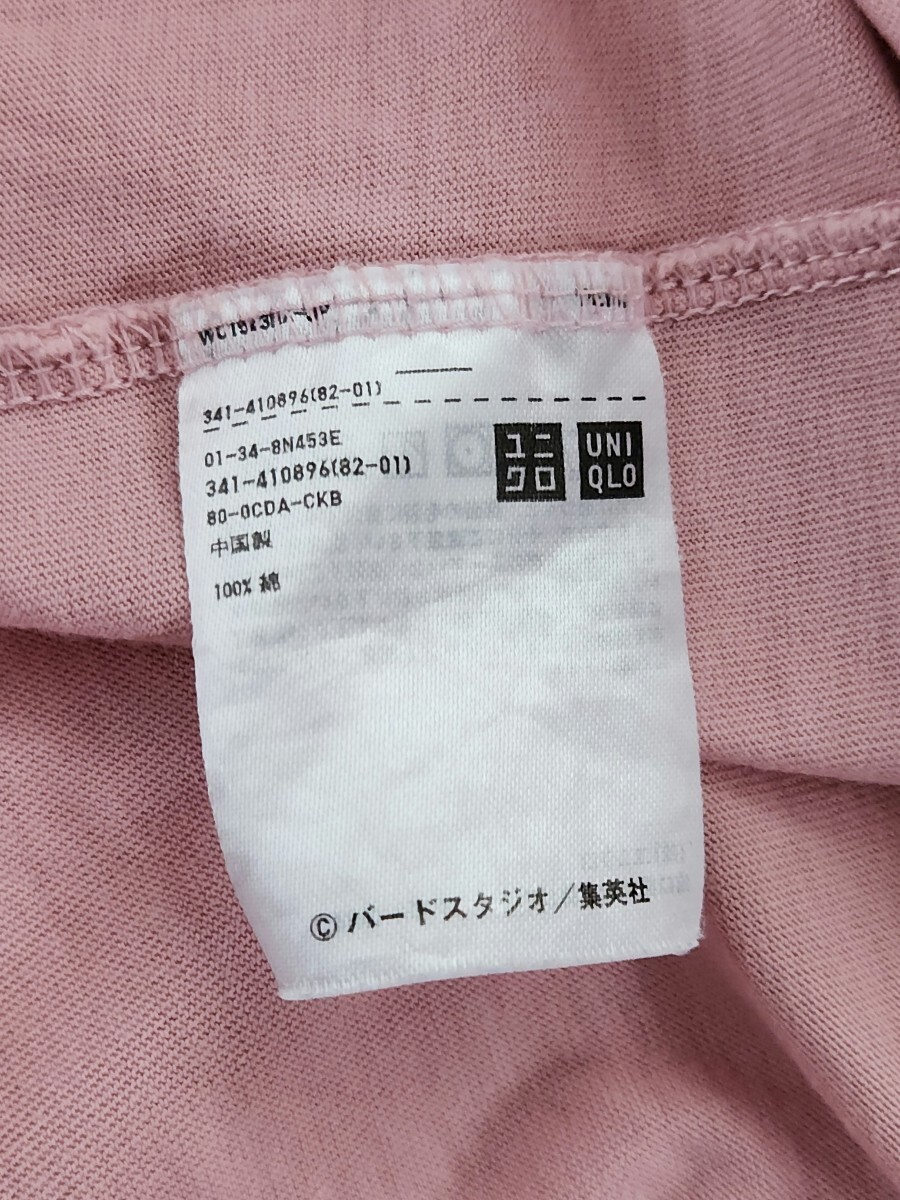 341-410896(82-01)
01-34-8N453E
341-410896(82-01)
80-0CDA-CKB
中国製
100% 綿
ユニ
クロ
UNI
QLO
© バードスタジオ/集英社